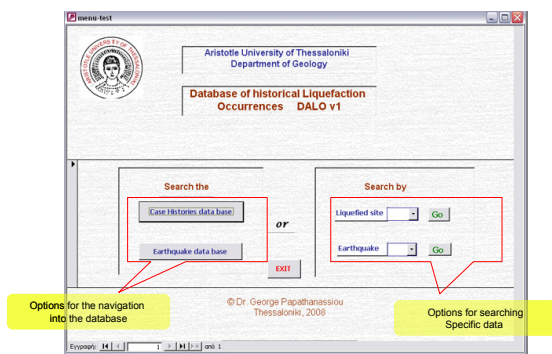 menu-test
Aristotle University of Thessaloniki
Department of Geology
Database of historical Liquefaction
Occurrences DALO v1
Search the
Case Histories data base
Earthquake data base
or
EXIT
Search by
Liquefied site
Go
Earthquake
Go
Options for the navigation
into the database
Options for searching
Specific data
© Dr. George Papathanassiou
Thessaloniki, 2008
Εγγραφή: 1 από 1